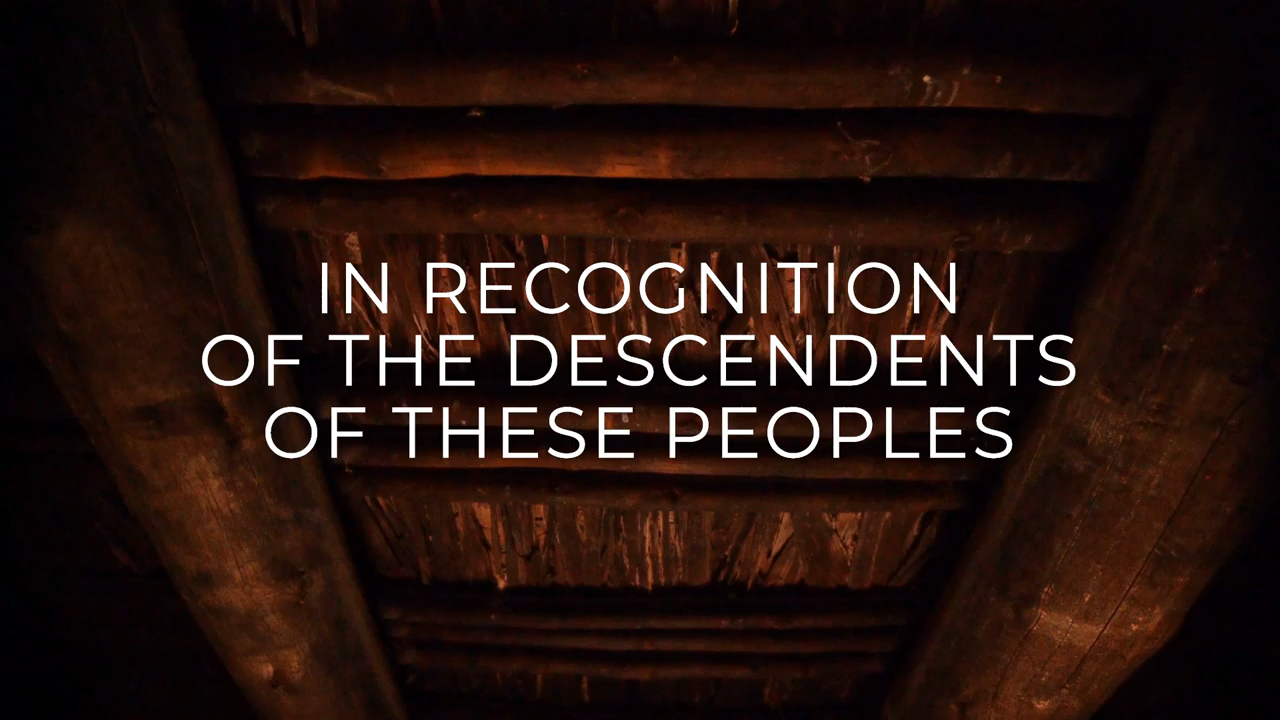 IN RECOGNITION
OF THE DESCENDENTS
OF THESE PEOPLES